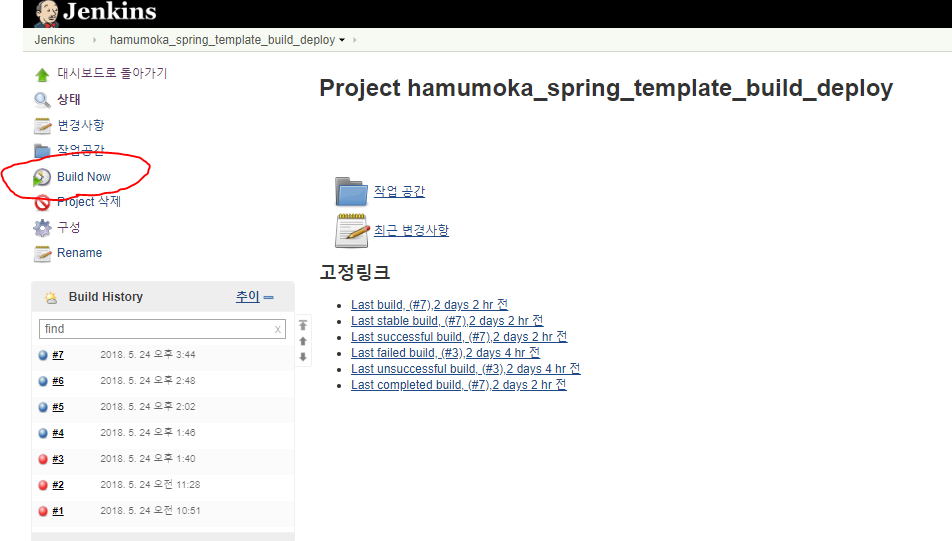 Jenkins
Jenkins hamumoka_spring_template_build_deploy
대시보드로 돌아가기
상태
변경사항
작업공간
Build Now
Project 삭제
구성
Rename
Build History 추이
find x
#7 2018. 5. 24 오후 3:44
#6 2018. 5. 24 오후 2:48
#5 2018. 5. 24 오후 2:02
#4 2018. 5. 24 오후 1:46
#3 2018. 5. 24 오후 1:40
#2 2018. 5. 24 오전 11:28
#1 2018. 5. 24 오전 10:51
Project hamumoka_spring_template_build_deploy
작업 공간
최근 변경사항
고정링크
Last build, (#7),2 days 2 hr 전
Last stable build, (#7),2 days 2 hr 전
Last successful build, (#7),2 days 2 hr 전
Last failed build, (#3),2 days 4 hr 전
Last unsuccessful build, (#3),2 days 4 hr 전
Last completed build, (#7),2 days 2 hr 전